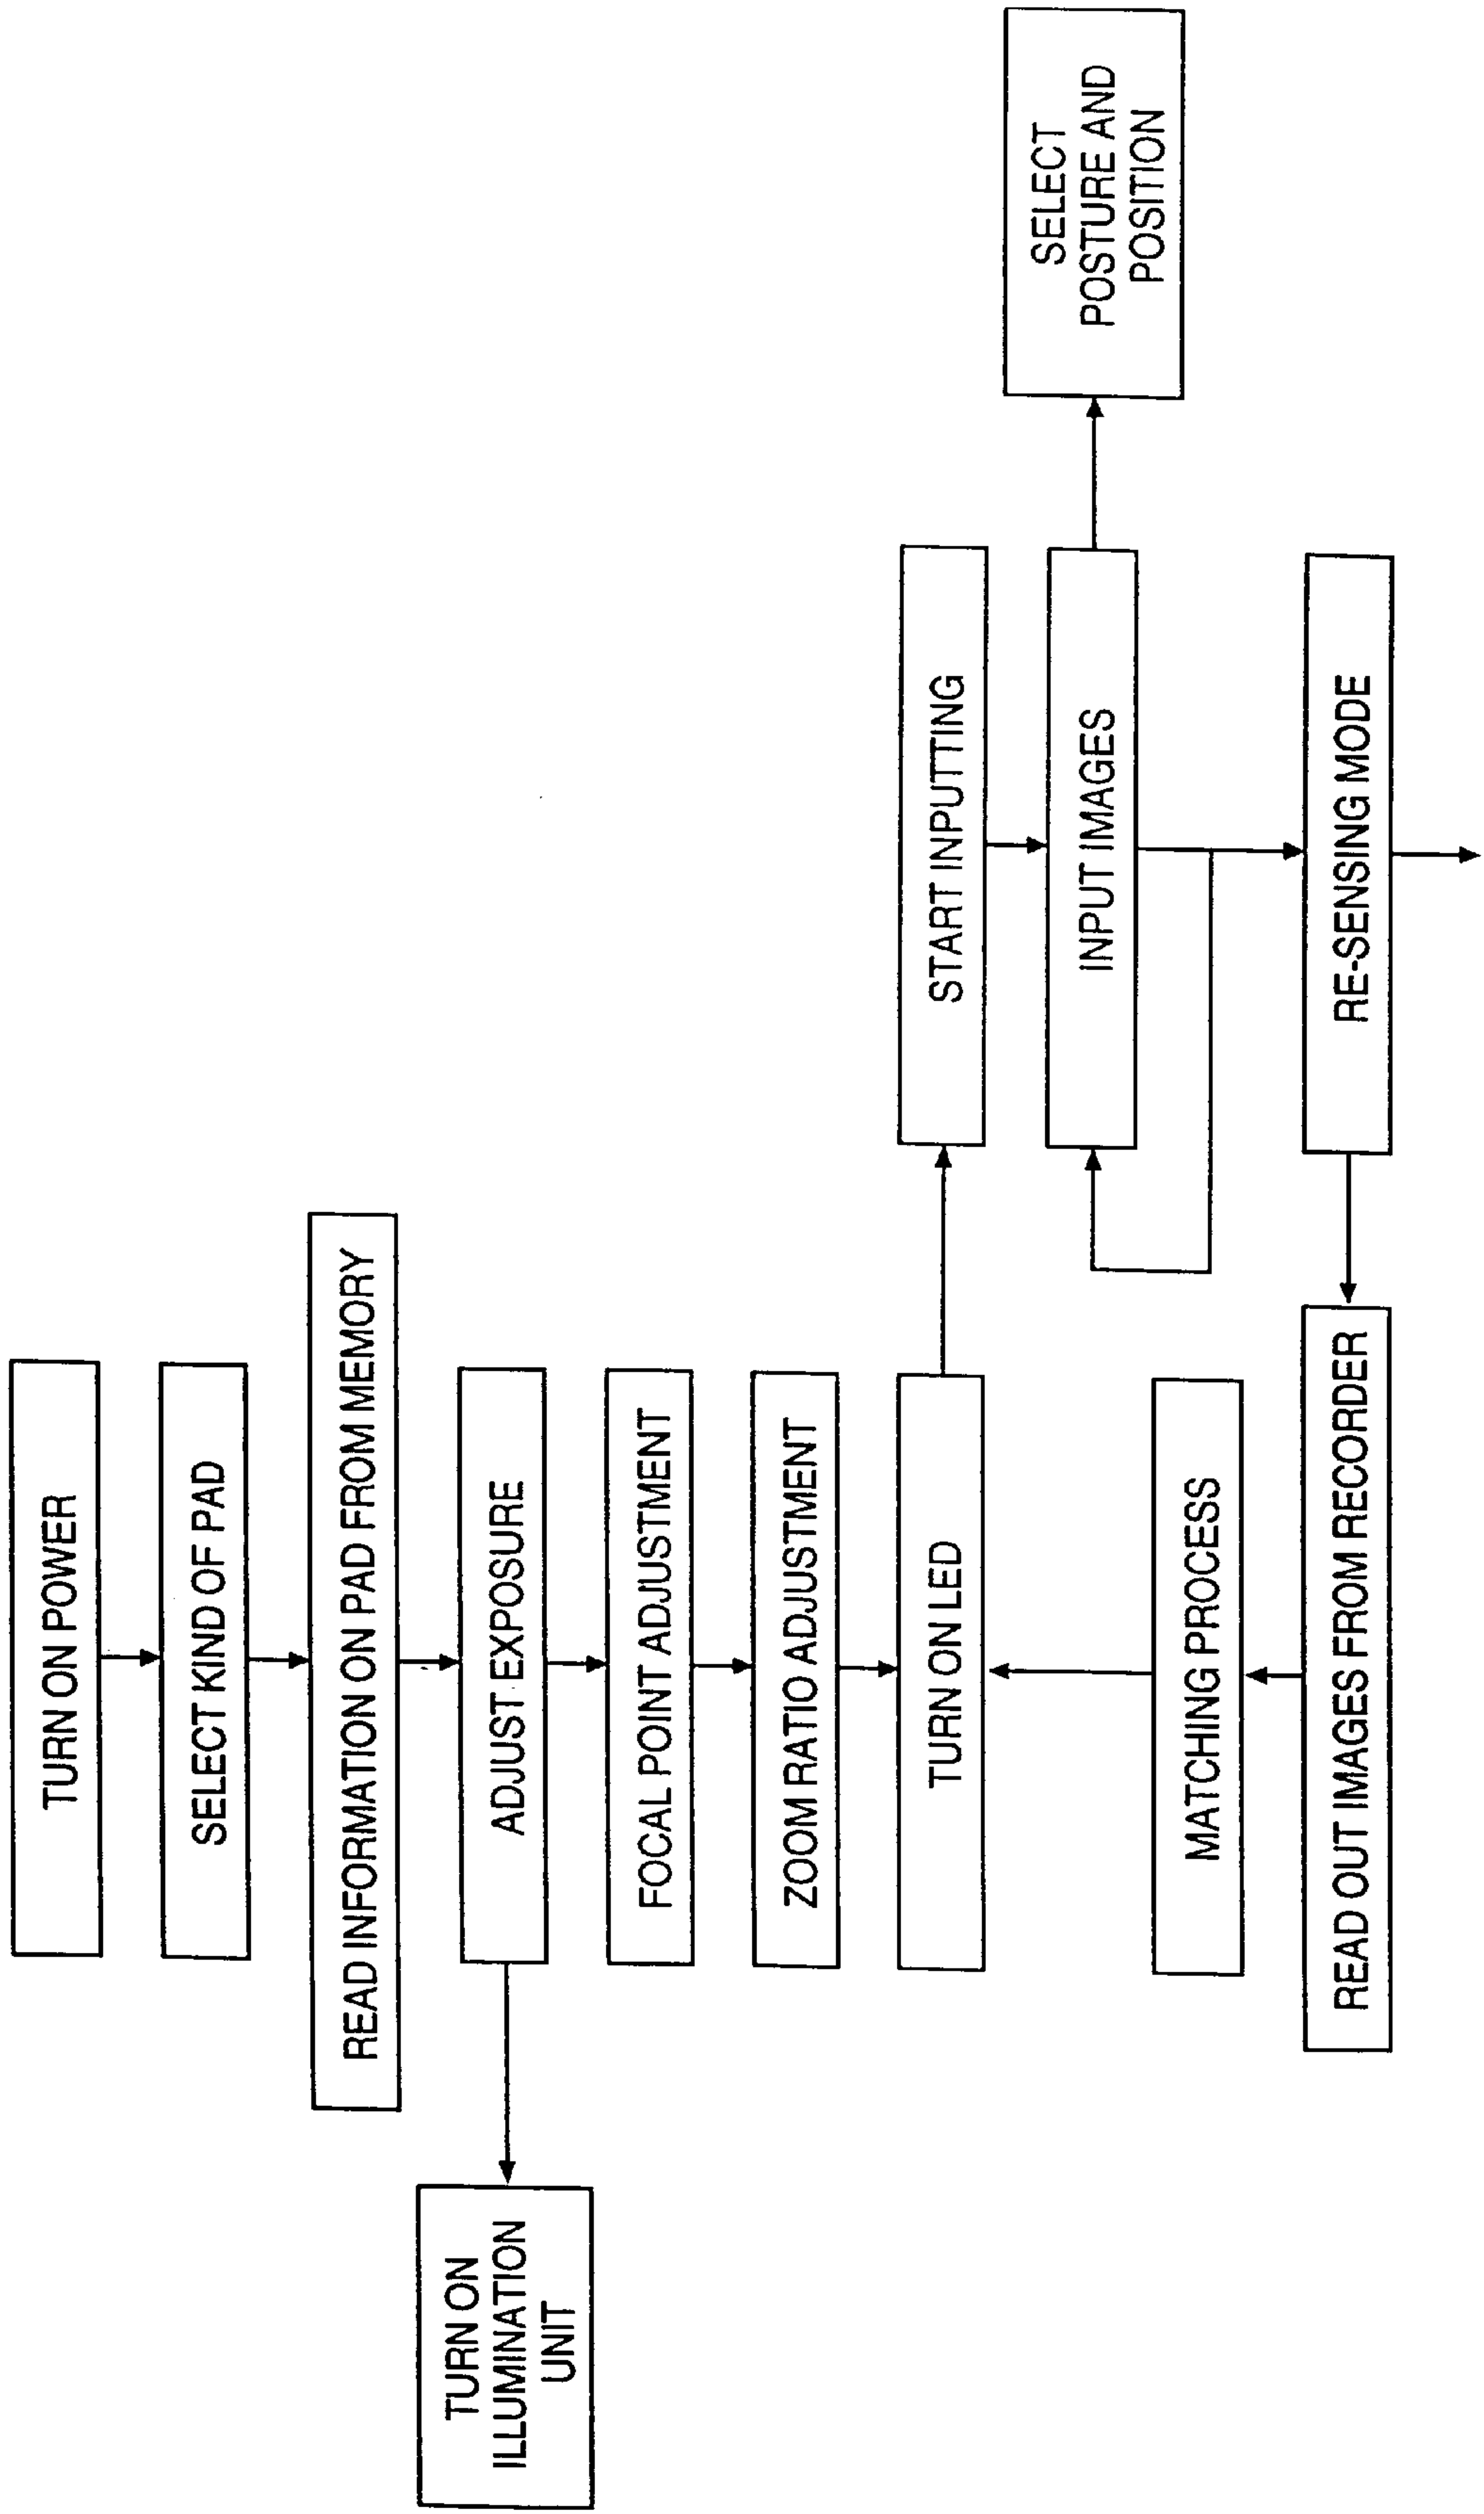 TURN ON POWER
SELECT KIND OF PAD
READ INFORMATION ON PAD FROM MEMORY
TURN ON
ILLUMINATION
UNIT
ADJUST EXPOSURE
FOCAL POINT ADJUSTMENT
ZOOM RATIO ADJUSTMENT
TURN ON LED
START INPUTTING
INPUT IMAGES
SELECT
POSTURE AND
POSITION
MATCHING PROCESS
READ OUT IMAGES FROM RECORDER
RE-SENSING MODE